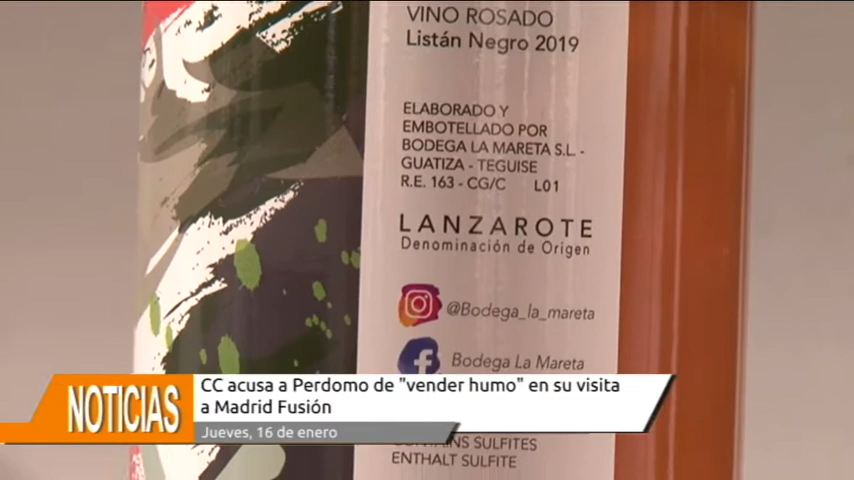 VINO ROSADO
Listán Negro 2019
ELABORADO Y
EMBOTELLADO POR
BODEGA LA MARETA S.L. -
GUATIZA - TEGUISE
R.E. 163 - CG/C L01
LANZAROTE
Denominación de Origen
@Bodega_la_mareta
Bodega La Mareta
NOTICIAS
CC acusa a Perdomo de "vender humo" en su visita
a Madrid Fusión
Jueves, 16 de enero
CONTAINS SULFITES
ENTHALT SULFITE